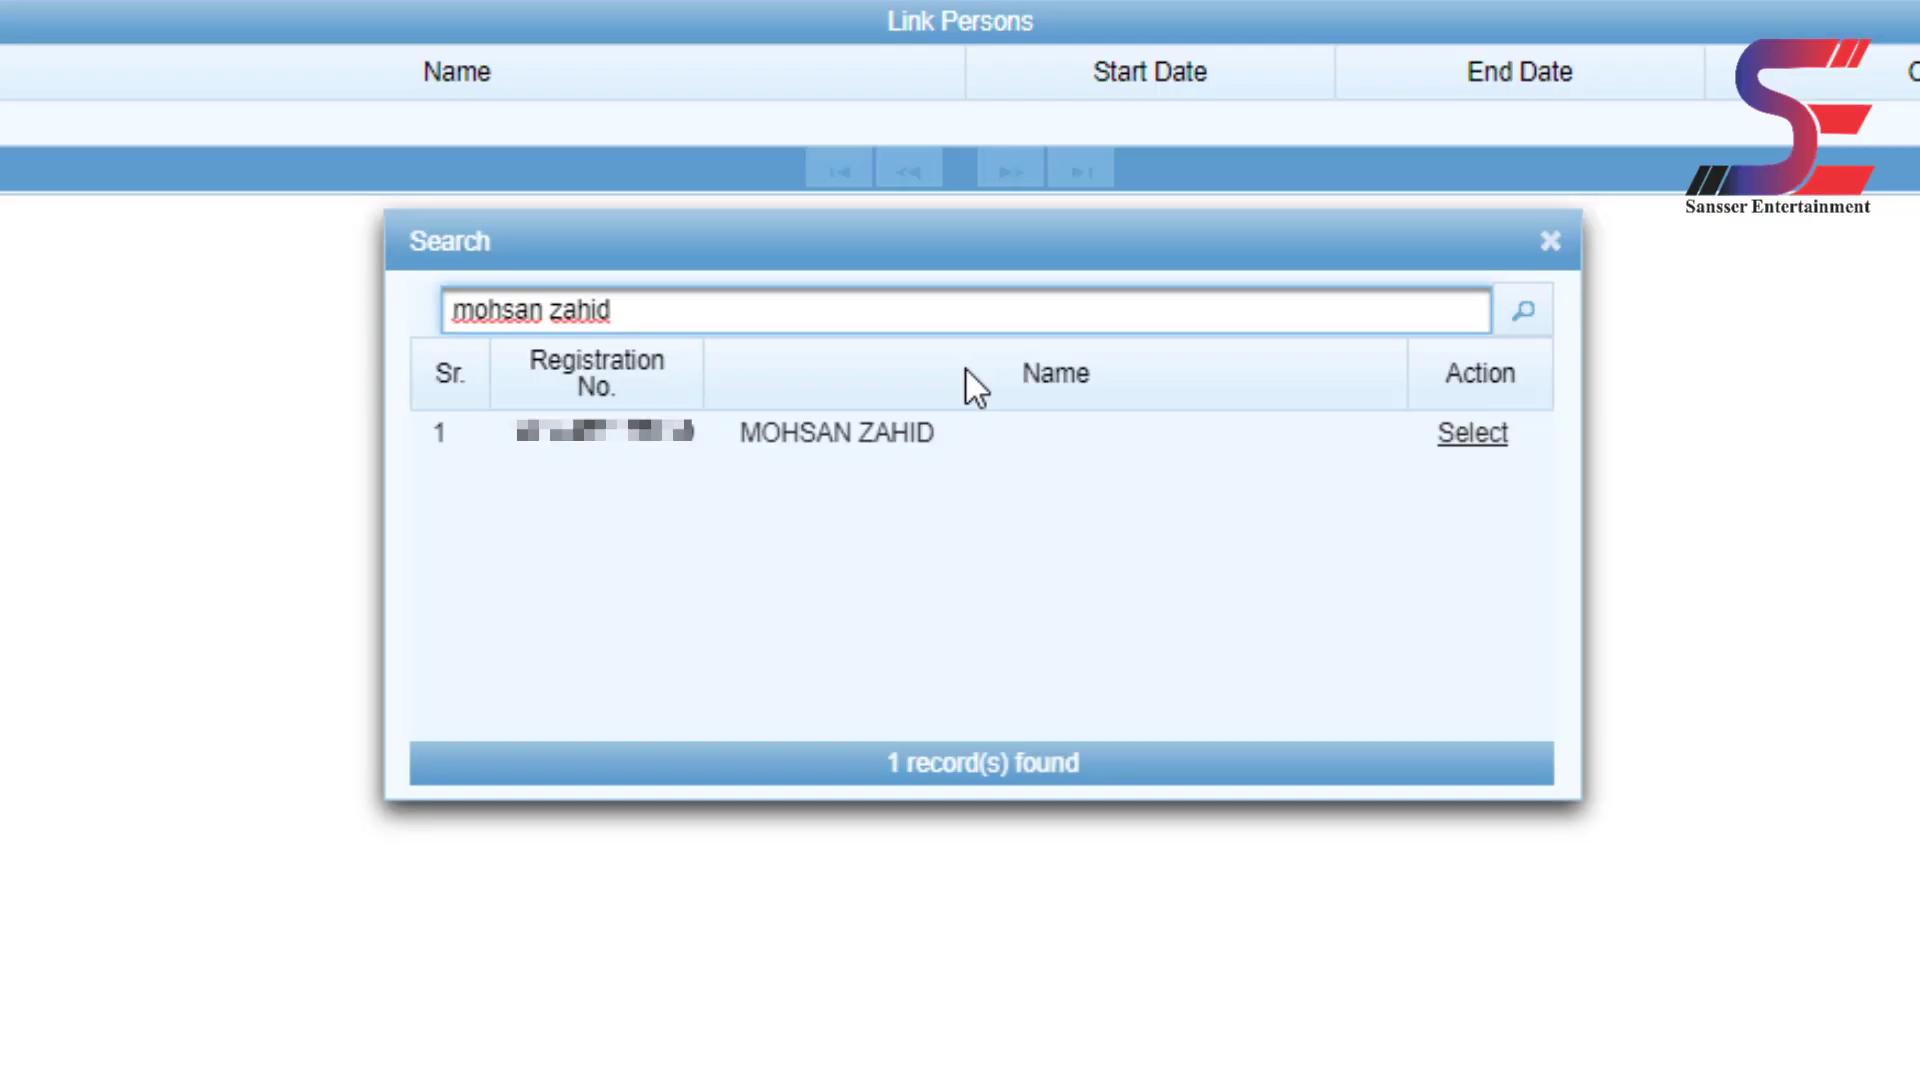 Link Persons
Name Start Date End Date
Sansser Entertainment
Search
mohsan zahid
Sr. Registration No. Name Action
1 MOHSAN ZAHID Select
1 record(s) found